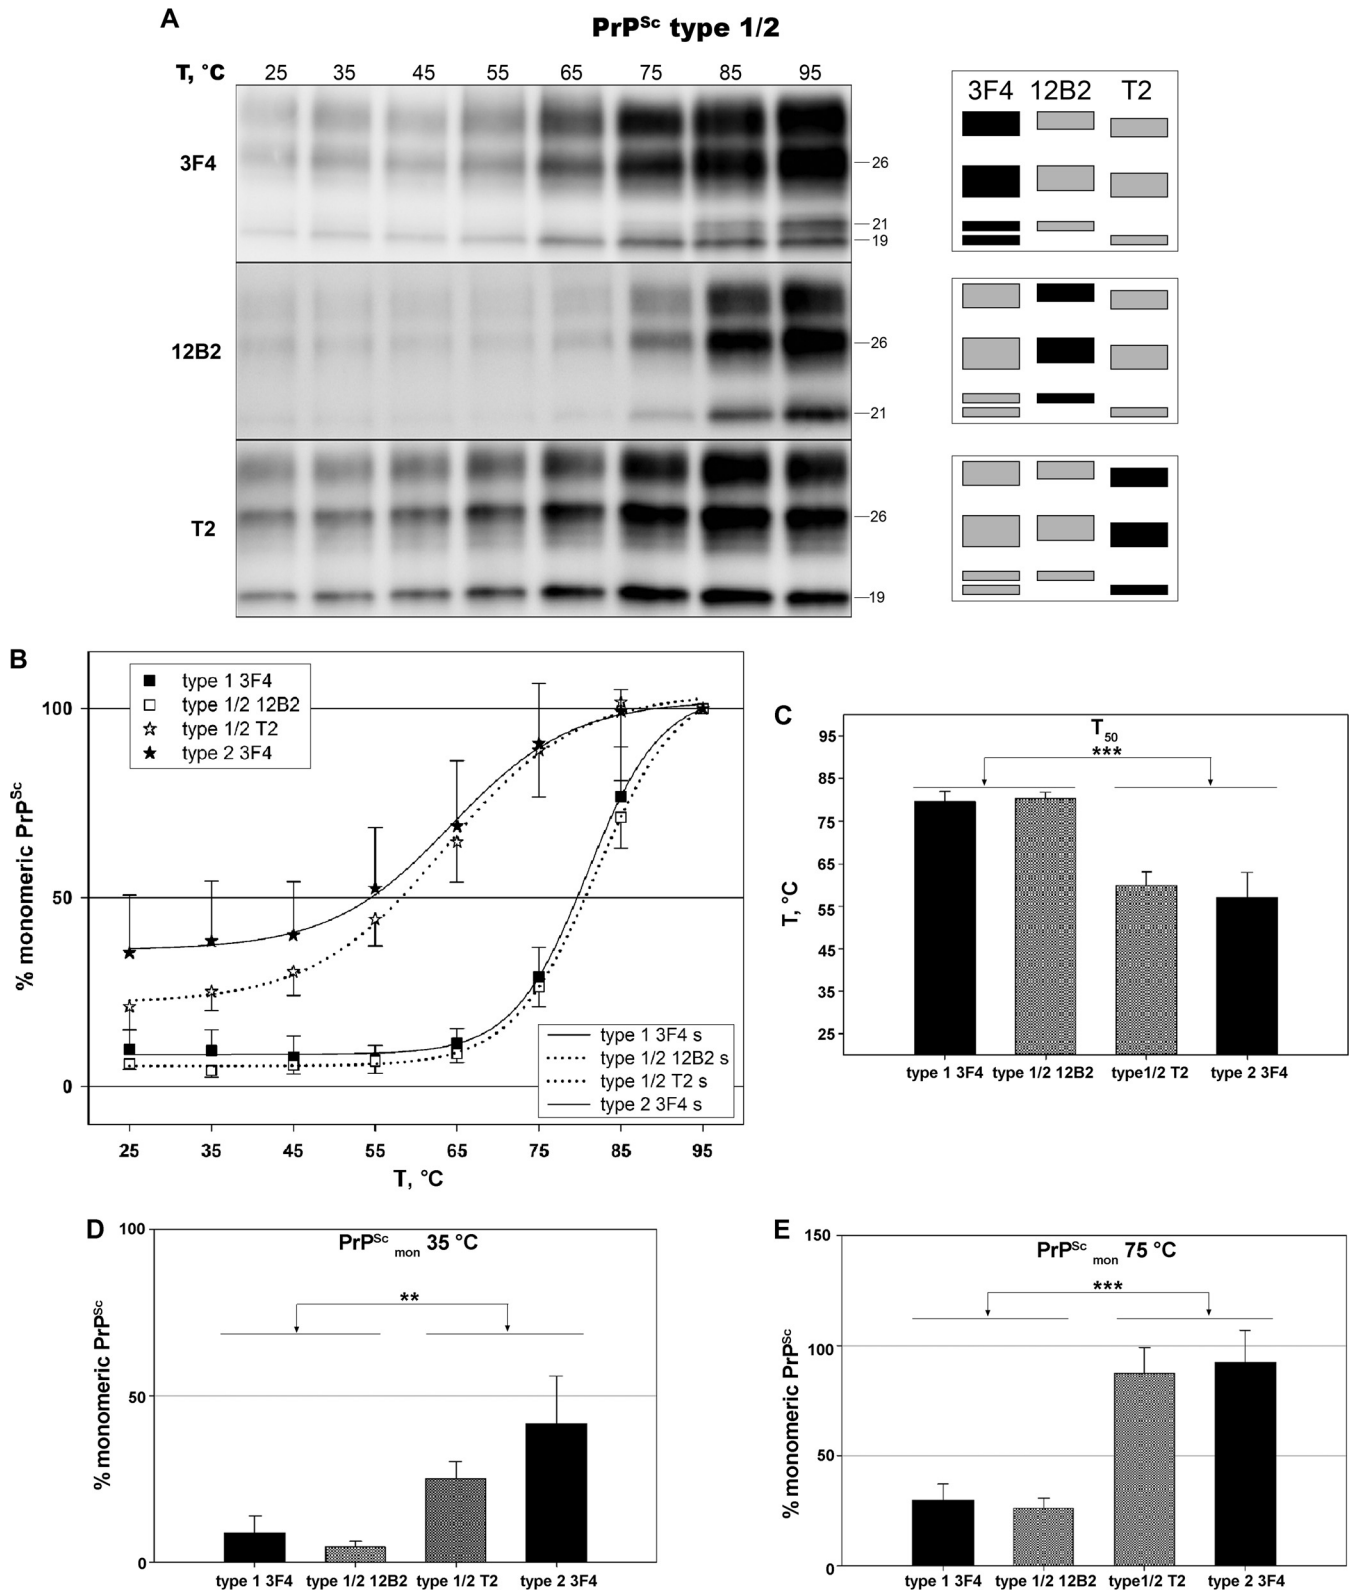 A
PrPSc type 1/2
T, °C 25 35 45 55 65 75 85 95
3F4
26
21
19
12B2
26
21
T2
26
19
3F4 12B2 T2
B
type 1 3F4
type 1/2 12B2
type 1/2 T2
type 2 3F4
100
50
0
% monomeric PrPSc
type 1 3F4 s
type 1/2 12B2 s
type 1/2 T2 s
type 2 3F4 s
25 35 45 55 65 75 85 95
T, °C
C
T50
***
95
85
75
65
55
45
35
25
T, °C
type 1 3F4 type 1/2 12B2 type1/2 T2 type 2 3F4
D
PrPSc mon 35 °C
**
100
50
0
% monomeric PrPSc
type 1 3F4 type 1/2 12B2 type 1/2 T2 type 2 3F4
E
PrPSc mon 75 °C
***
150
100
50
0
% monomeric PrPSc
type 1 3F4 type 1/2 12B2 type1/2 T2 type 2 3F4